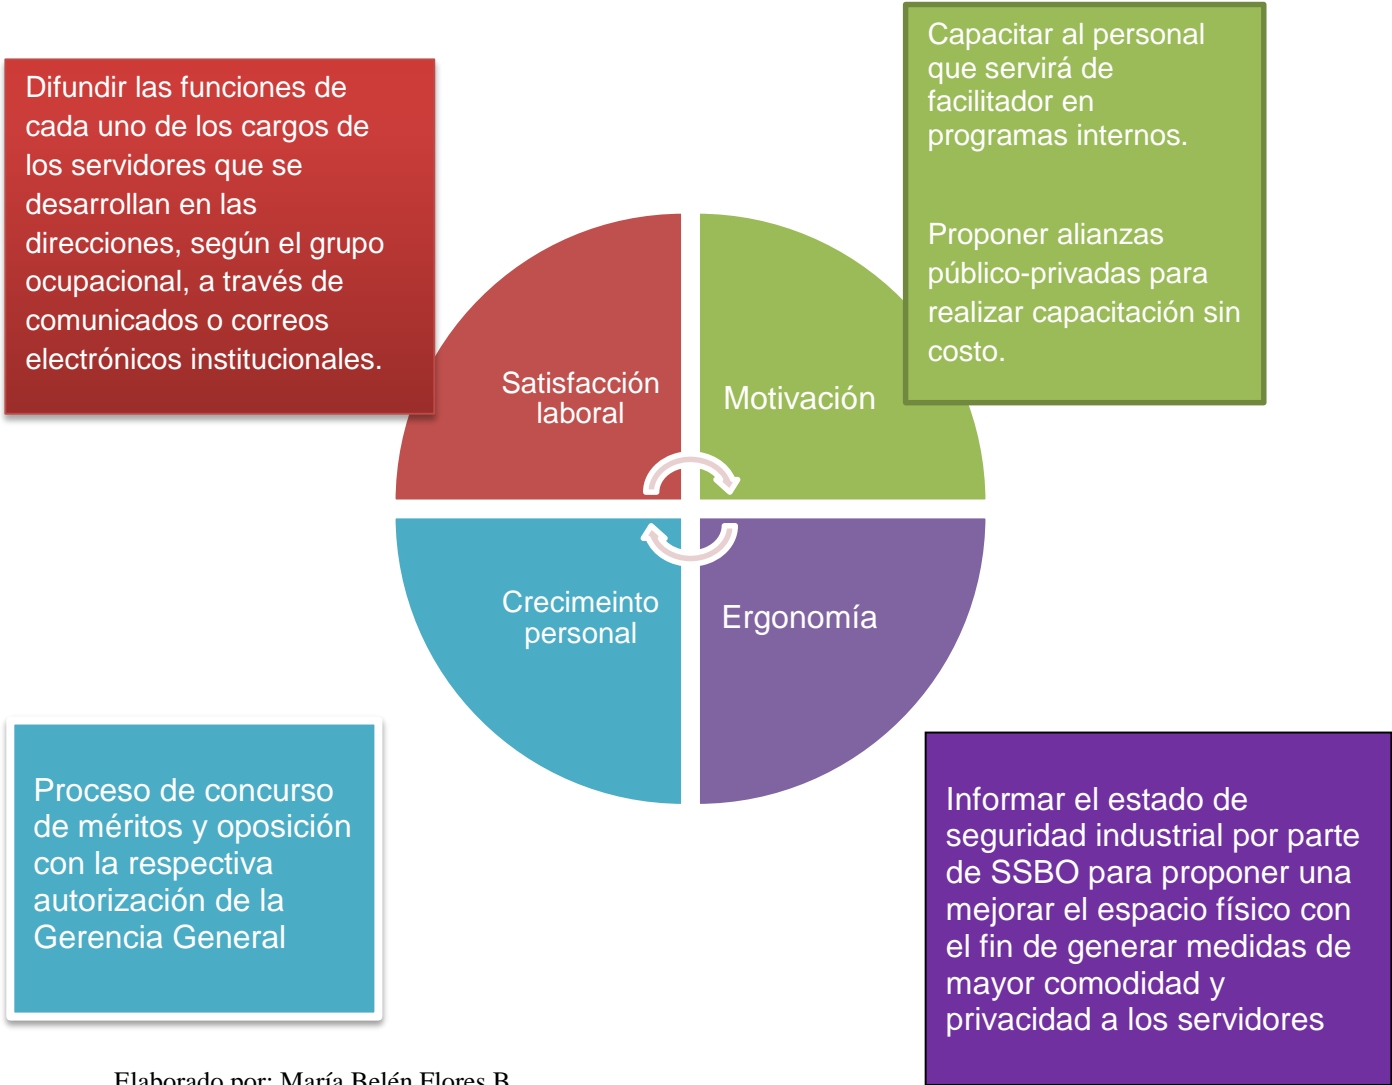 Difundir las funciones de
cada uno de los cargos de
los servidores que se
desarrollan en las
direcciones, según el grupo
ocupacional, a través de
comunicados o correos
electrónicos institucionales.
Capacitar al personal
que servirá de
facilitador en
programas internos.
Proponer alianzas
público-privadas para
realizar capacitación sin
costo.
Satisfacción
laboral
Motivación
Crecimeinto
personal
Ergonomía
Proceso de concurso
de méritos y oposición
con la respectiva
autorización de la
Gerencia General
Informar el estado de
seguridad industrial por parte
de SSBO para proponer una
mejorar el espacio físico con
el fin de generar medidas de
mayor comodidad y
privacidad a los servidores
Elaborado por: María Belén Flores B.